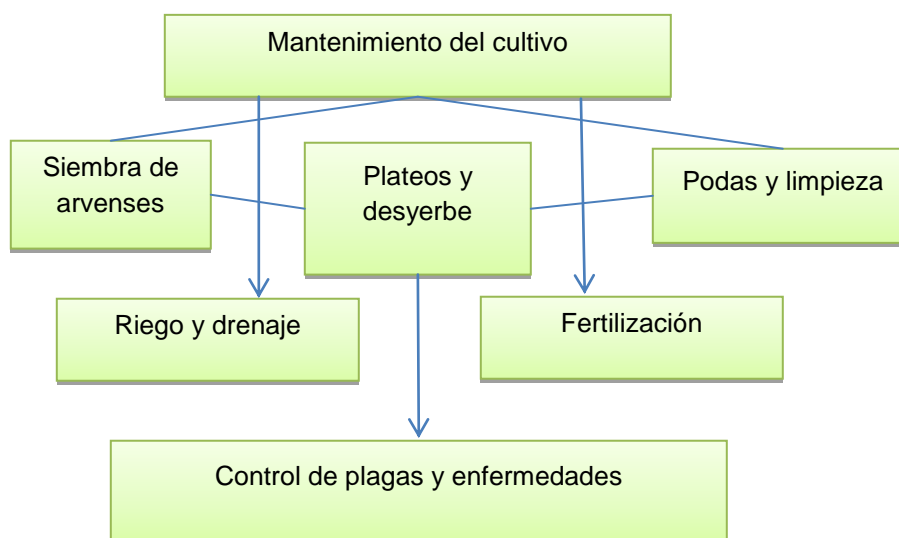 Mantenimiento del cultivo
Siembra de
arvenses
Plateos y
desyerbe
Podas y limpieza
Riego y drenaje
Fertilización
Control de plagas y enfermedades